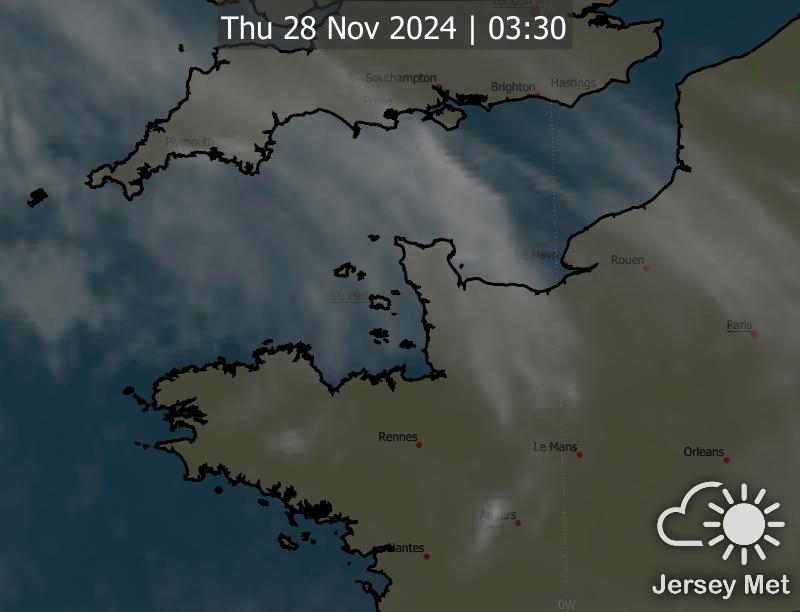 London
0W
Thu 28 Nov 2024 | 03:30
Southampton
Brighton
Hastings
Poole
Plymouth
Le Havre
Rouen
St. Helier
Paris
Rennes
Le Mans
Orleans
Angers
Nantes
Jersey Met
0W